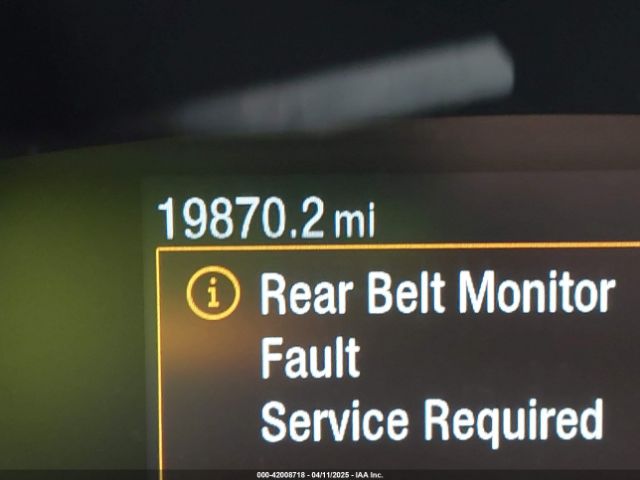 19870.2 mi
i
Rear Belt Monitor
Fault
Service Required
000-42008718 - 04/11/2025 - IAA Inc.